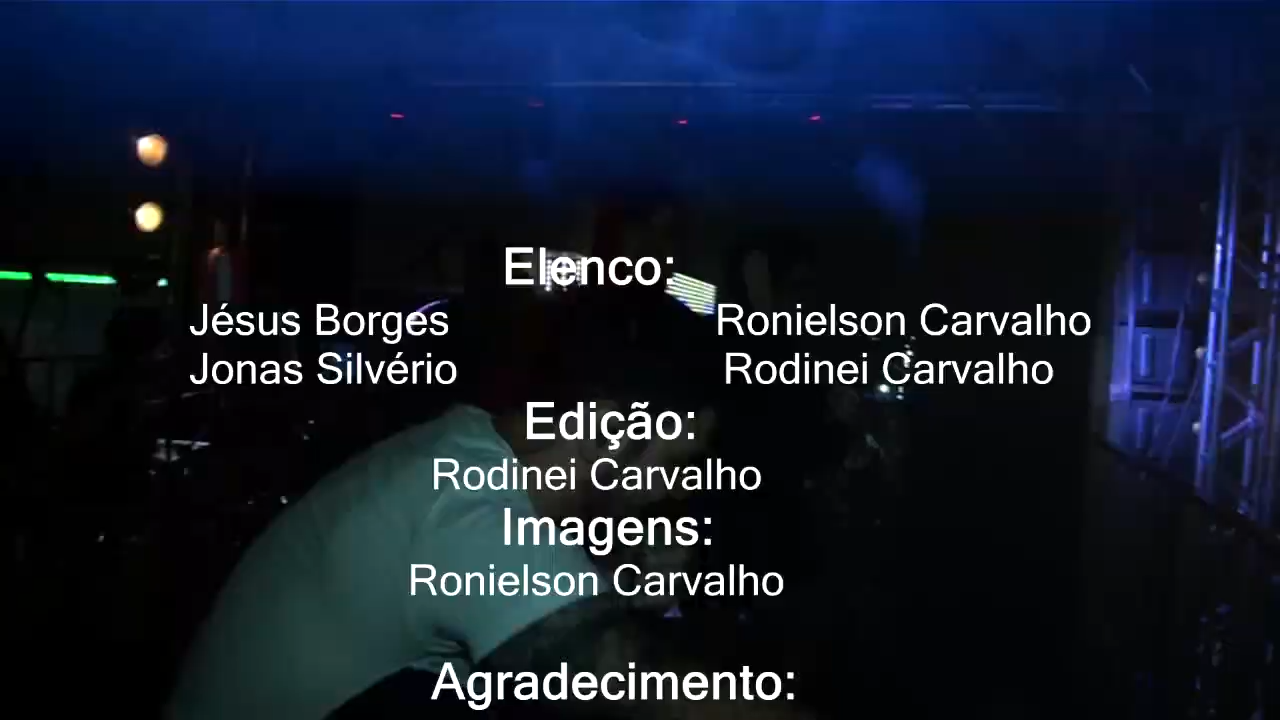 Elenco:
Jésus Borges Ronielson Carvalho
Jonas Silvério Rodinei Carvalho
Edição:
Rodinei Carvalho
Imagens:
Ronielson Carvalho
Agradecimento: